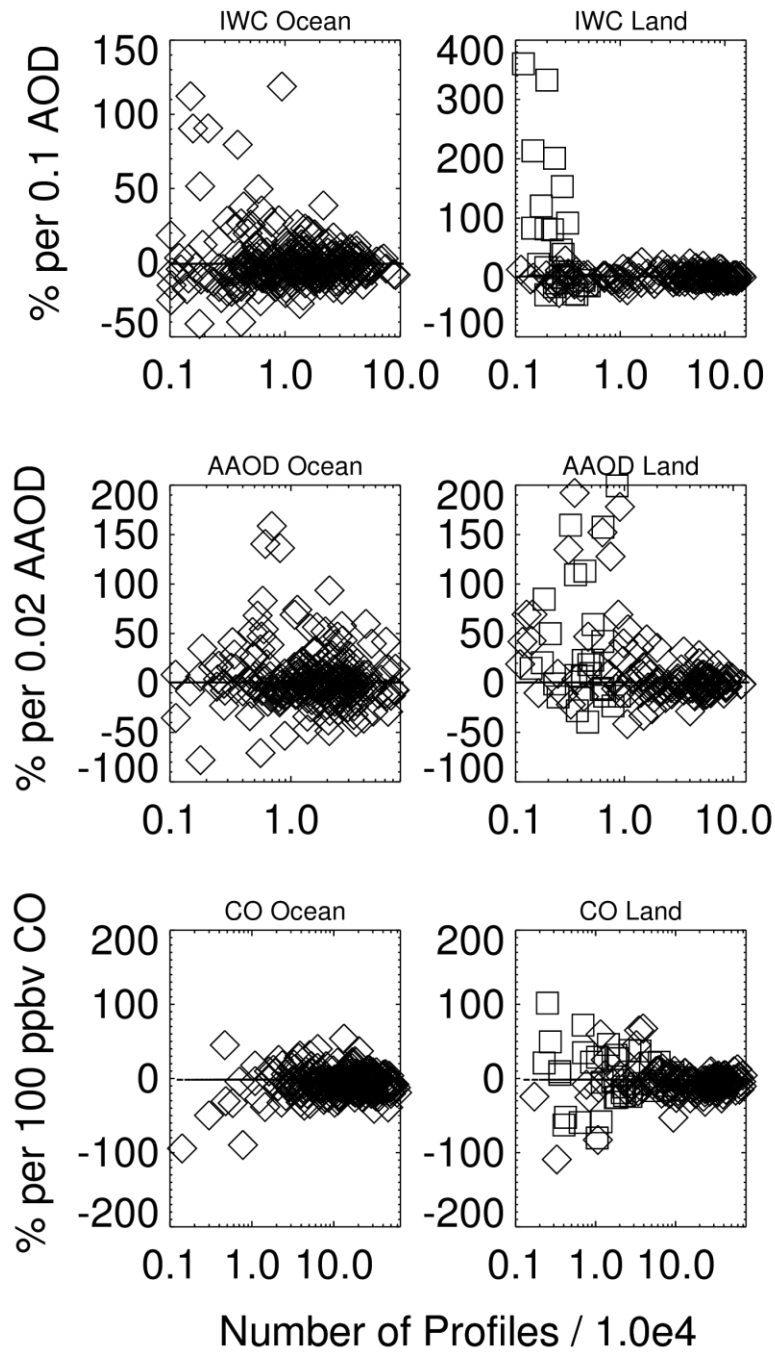 IWC Ocean
IWC Land
% per 0.1 AOD
150
100
50
0
-50
400
300
200
100
0
-100
0.1 1.0 10.0
0.1 1.0 10.0
AAOD Ocean
AAOD Land
% per 0.02 AAOD
200
150
100
50
0
-50
-100
200
150
100
50
0
-50
-100
0.1 1.0
0.1 1.0 10.0
CO Ocean
CO Land
% per 100 ppbv CO
200
100
0
-100
-200
200
100
0
-100
-200
0.1 1.0 10.0
0.1 1.0 10.0
Number of Profiles / 1.0e4